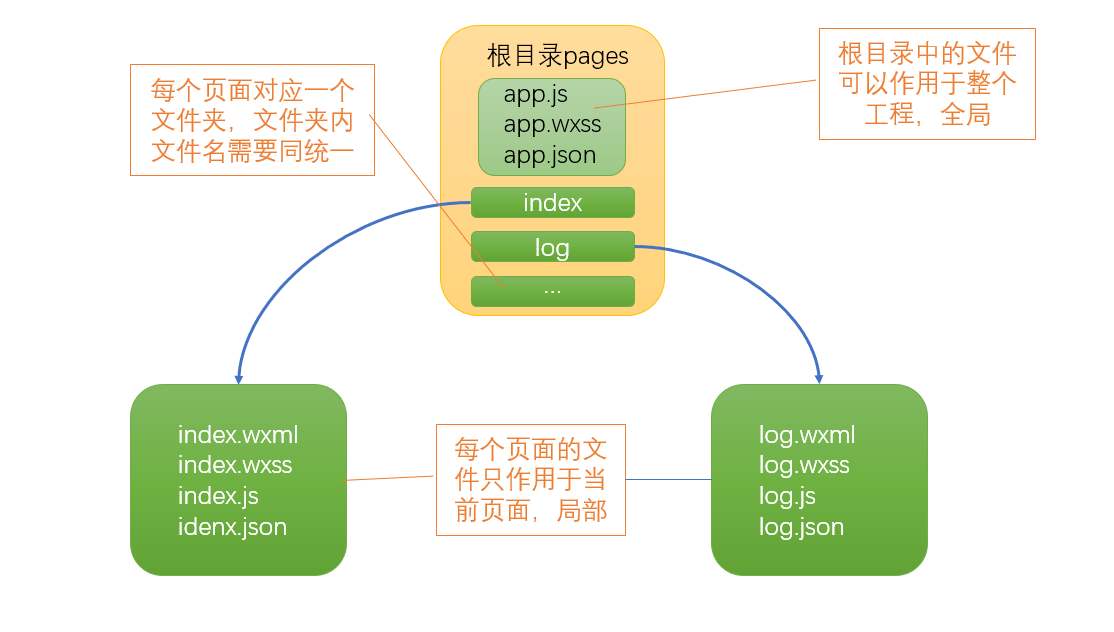 根目录pages
app.js
app.wxss
app.json
index
log
...
每个页面对应一个
文件夹，文件夹内
文件名需要同统一
根目录中的文件
可以作用于整个
工程，全局
index.wxml
index.wxss
index.js
idenx.json
每个页面的文
件只作用于当
前页面，局部
log.wxml
log.wxss
log.js
log.json